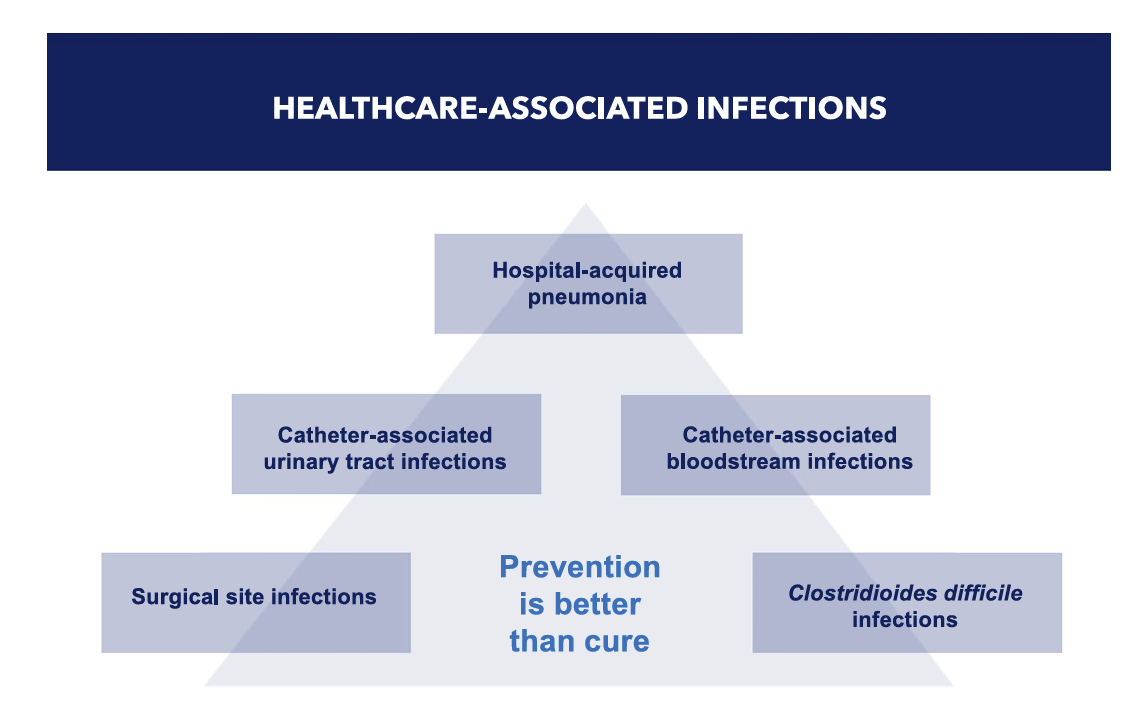 HEALTHCARE-ASSOCIATED INFECTIONS
Hospital-acquired
pneumonia
Catheter-associated
urinary tract infections
Catheter-associated
bloodstream infections
Surgical site infections
Prevention
is better
than cure
Clostridioides difficile
infections